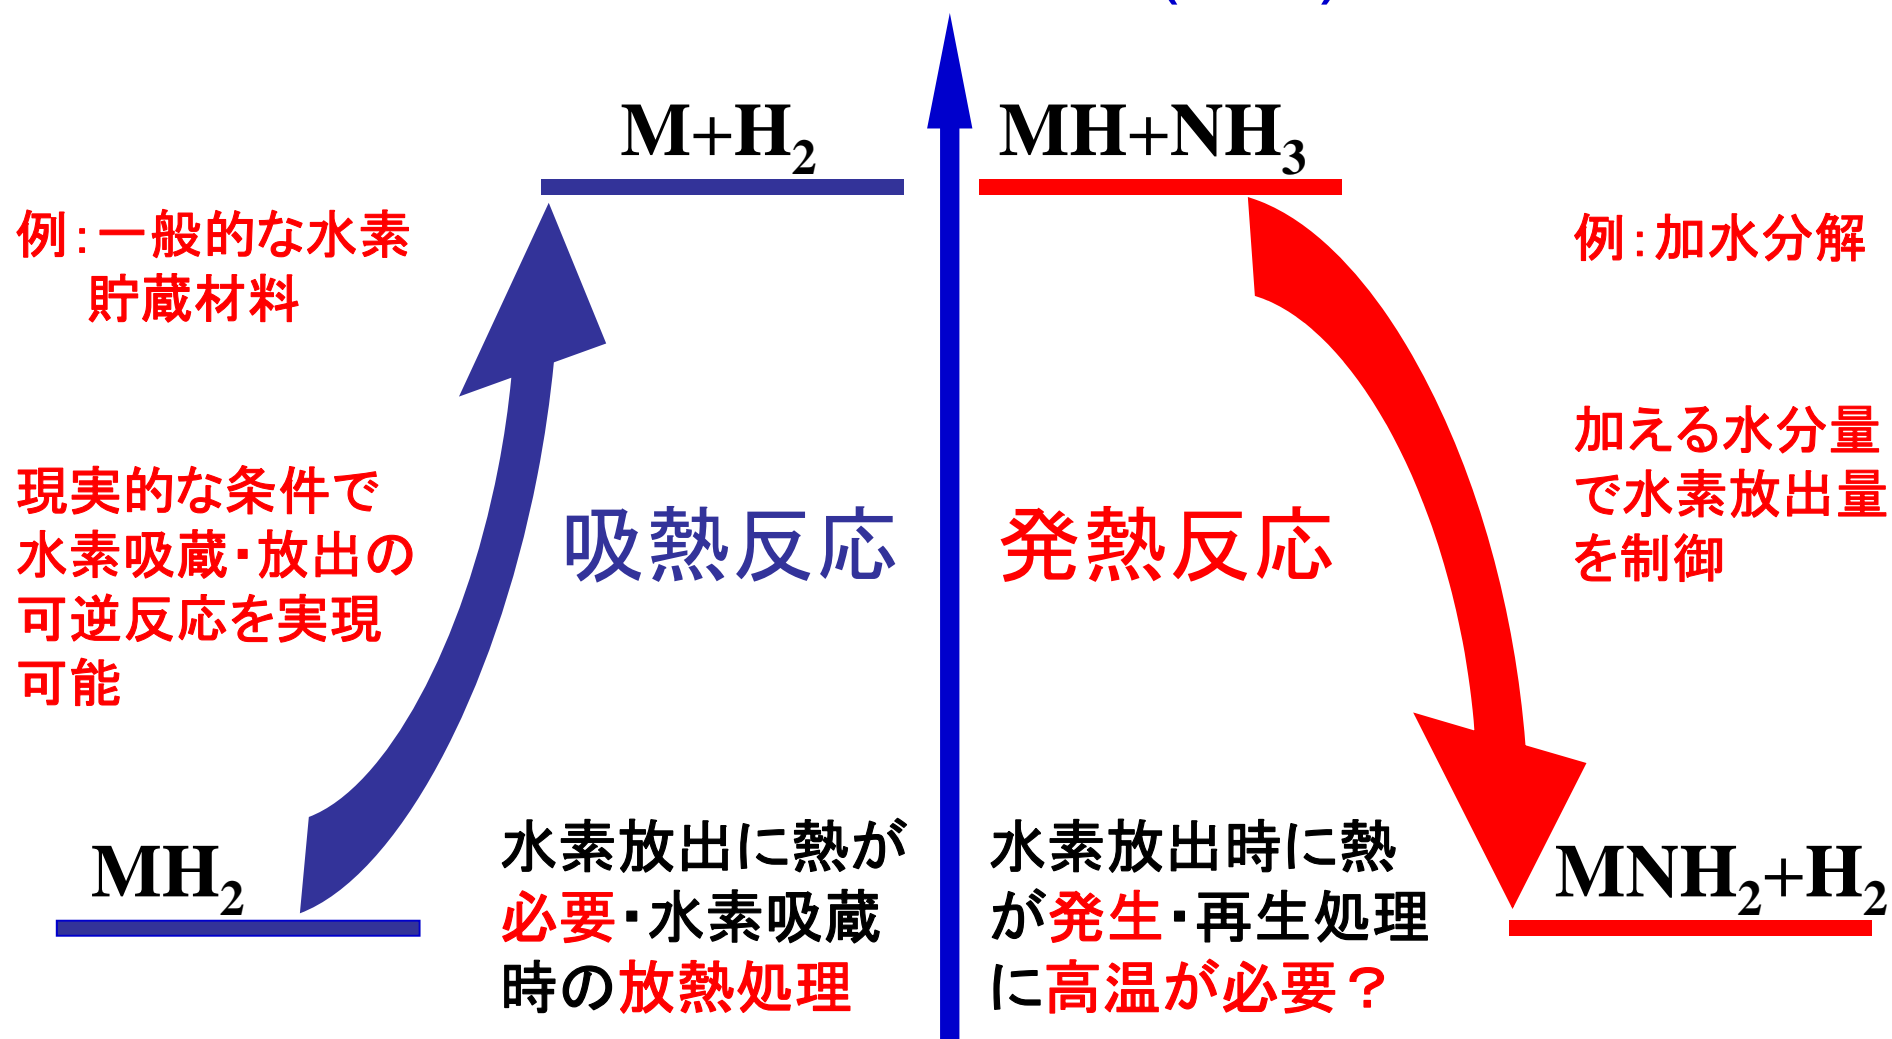 M+H₂
MH+NH₃
例：一般的な水素
貯蔵材料
例：加水分解
現実的な条件で
水素吸蔵・放出の
可逆反応を実現
可能
吸熱反応
発熱反応
加える水分量
で水素放出量
を制御
MH₂
水素放出に熱が
必要・水素吸蔵
時の放熱処理
水素放出時に熱
が発生・再生処理
に高温が必要？
MNH₂+H₂